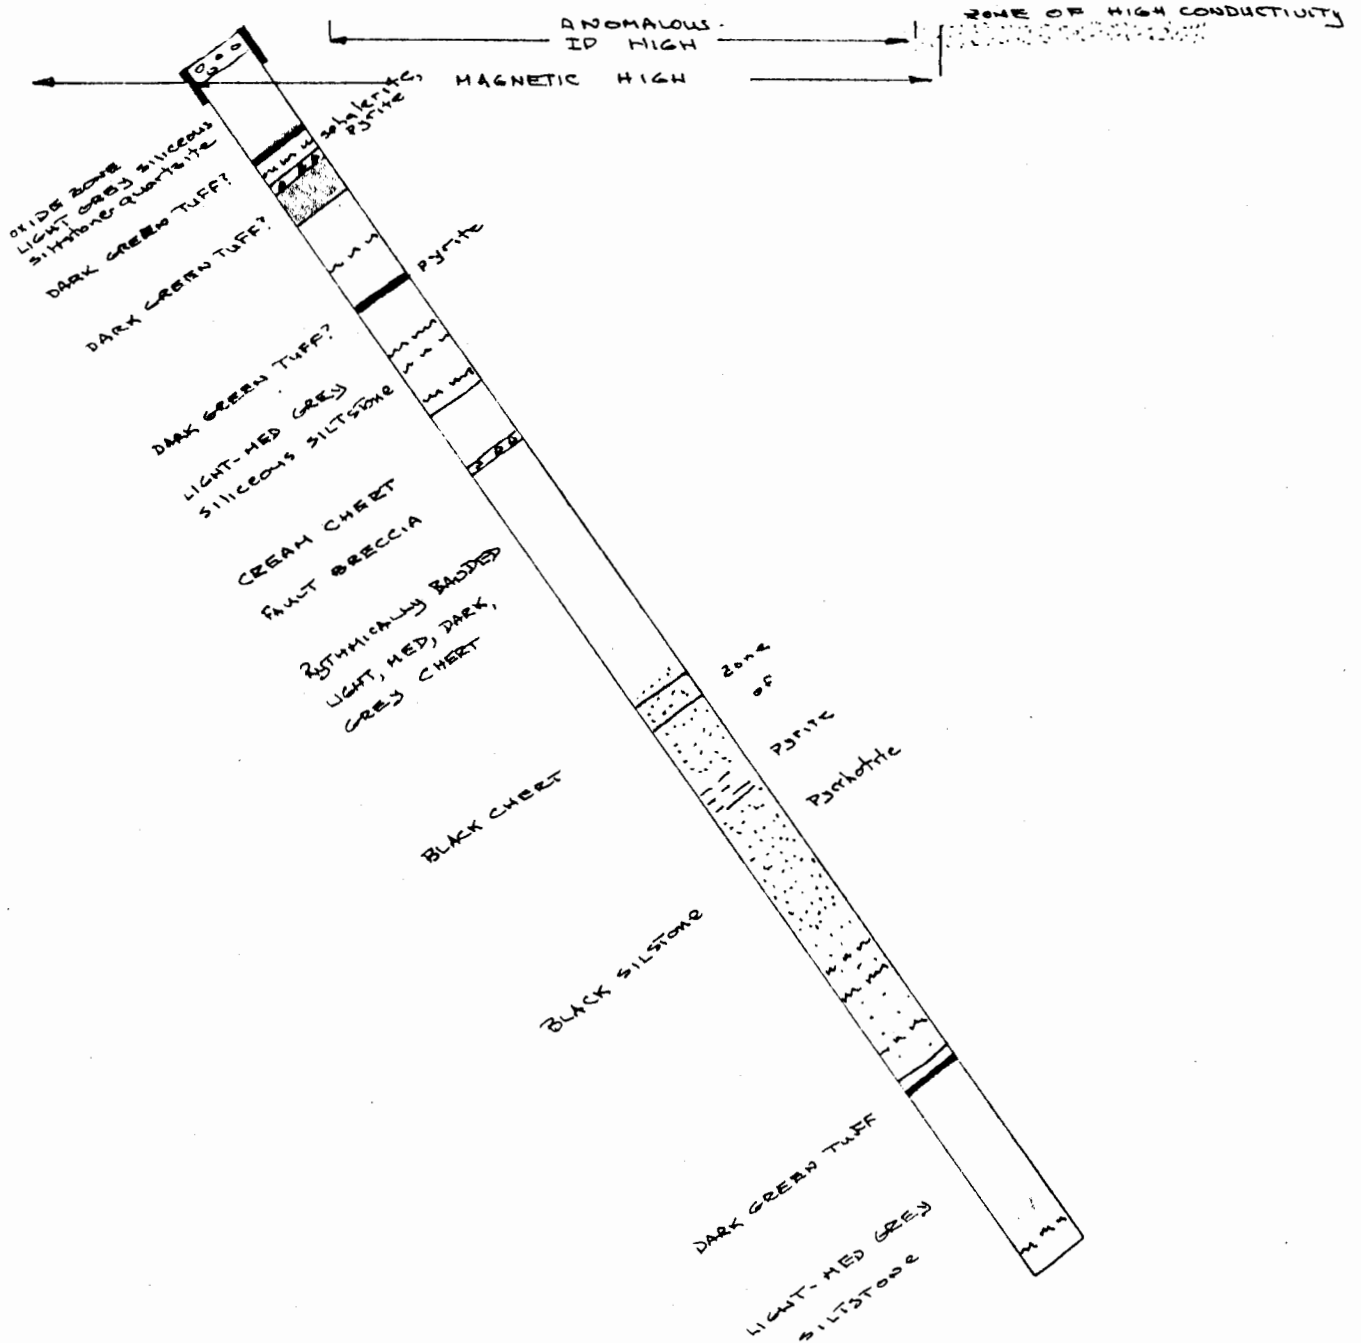 ANOMALOUS.
IP HIGH
ZONE OF HIGH CONDUCTIVITY
MAGNETIC HIGH
sphalerite,
pyrite
OXIDE ZONE
LIGHT GREY siliceous
siltstone quartzite
DARK GREEN TUFF?
DARK GREEN TUFF?
pyrite
DARK GREEN TUFF?
LIGHT-MED GREY
SILICEOUS SILTSTONE
CREAM CHERT
FAULT BRECCIA
RYTHMICALLY BANDED
LIGHT, MED, DARK,
GREY CHERT
zone
of
Pyrite
Pyrrhotite
BLACK CHERT
BLACK SILSTONE
DARK GREEN TUFF
LIGHT-MED GREY
SILTSTONE